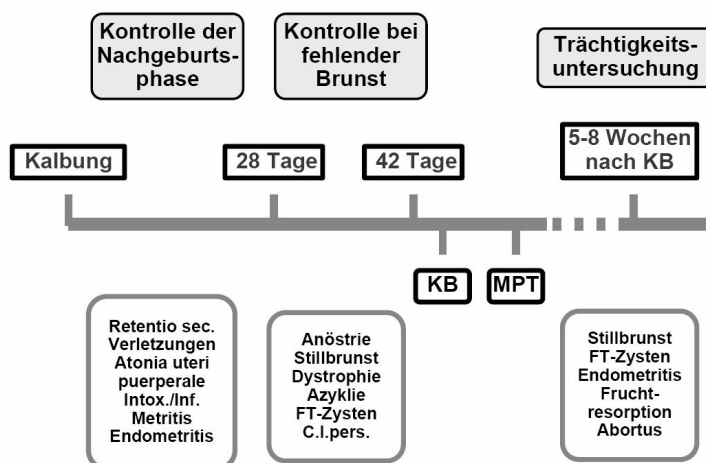 Kontrolle der
Nachgeburts-
phase
Kontrolle bei
fehlender
Brunst
Trächtigkeits-
untersuchung
Kalbung
28 Tage
42 Tage
5-8 Wochen
nach KB
KB
MPT
Retentio sec.
Verletzungen
Atonia uteri
puerperale
Intox./Inf.
Metritis
Endometritis
Anöstrie
Stillbrunst
Dystrophie
Azyklie
FT-Zysten
C.l.pers.
Stillbrunst
FT-Zysten
Endometritis
Frucht-
resorption
Abortus